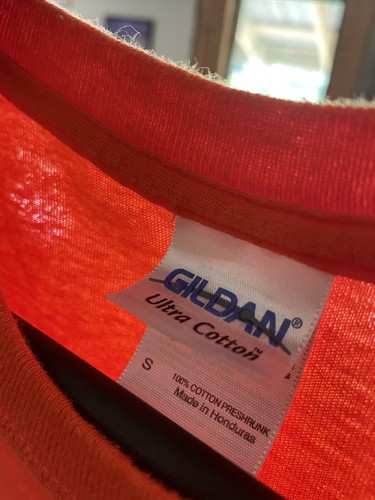 GILDAN®
Ultra Cotton
S
100% COTTON PRESHRUNK
Made in Honduras